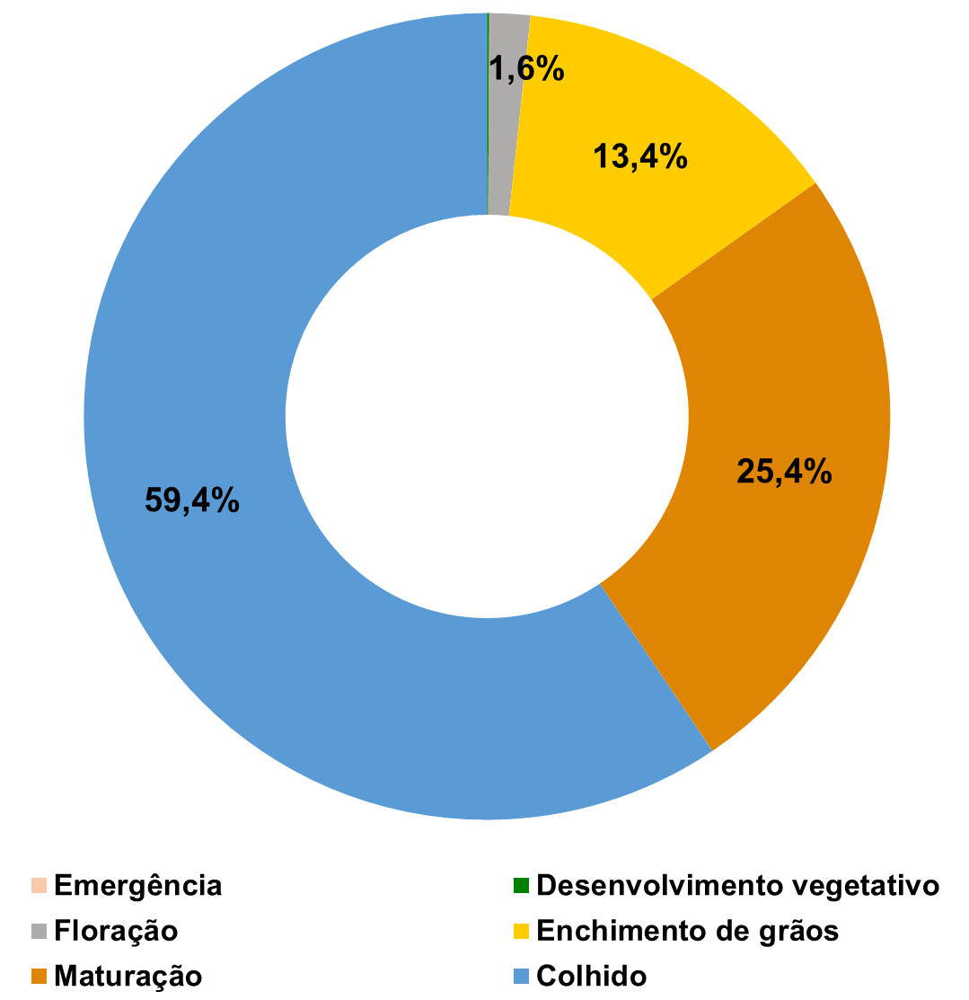 1,6%
13,4%
25,4%
59,4%
Emergência
Desenvolvimento vegetativo
Floração
Enchimento de grãos
Maturação
Colhido